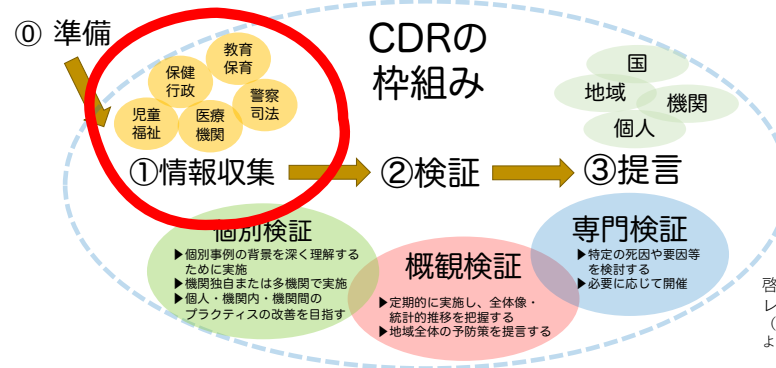 ⓪ 準備
CDRの
枠組み
教育
保育
保健
行政
警察
司法
児童
福祉
医療
機関
国
地域
機関
個人
①情報収集
②検証
③提言
個別検証
▶個別事例の背景を深く理解する
ために実施
▶機関独自または多機関で実施
▶個人・機関内・機関間の
プラクティスの改善を目指す
概観検証
▶定期的に実施し、全体像・
統計的推移を把握する
▶地域全体の予防策を提言する
専門検証
▶特定の死因や要因等
を検討する
▶必要に応じて開催
啓
レ
（
よ